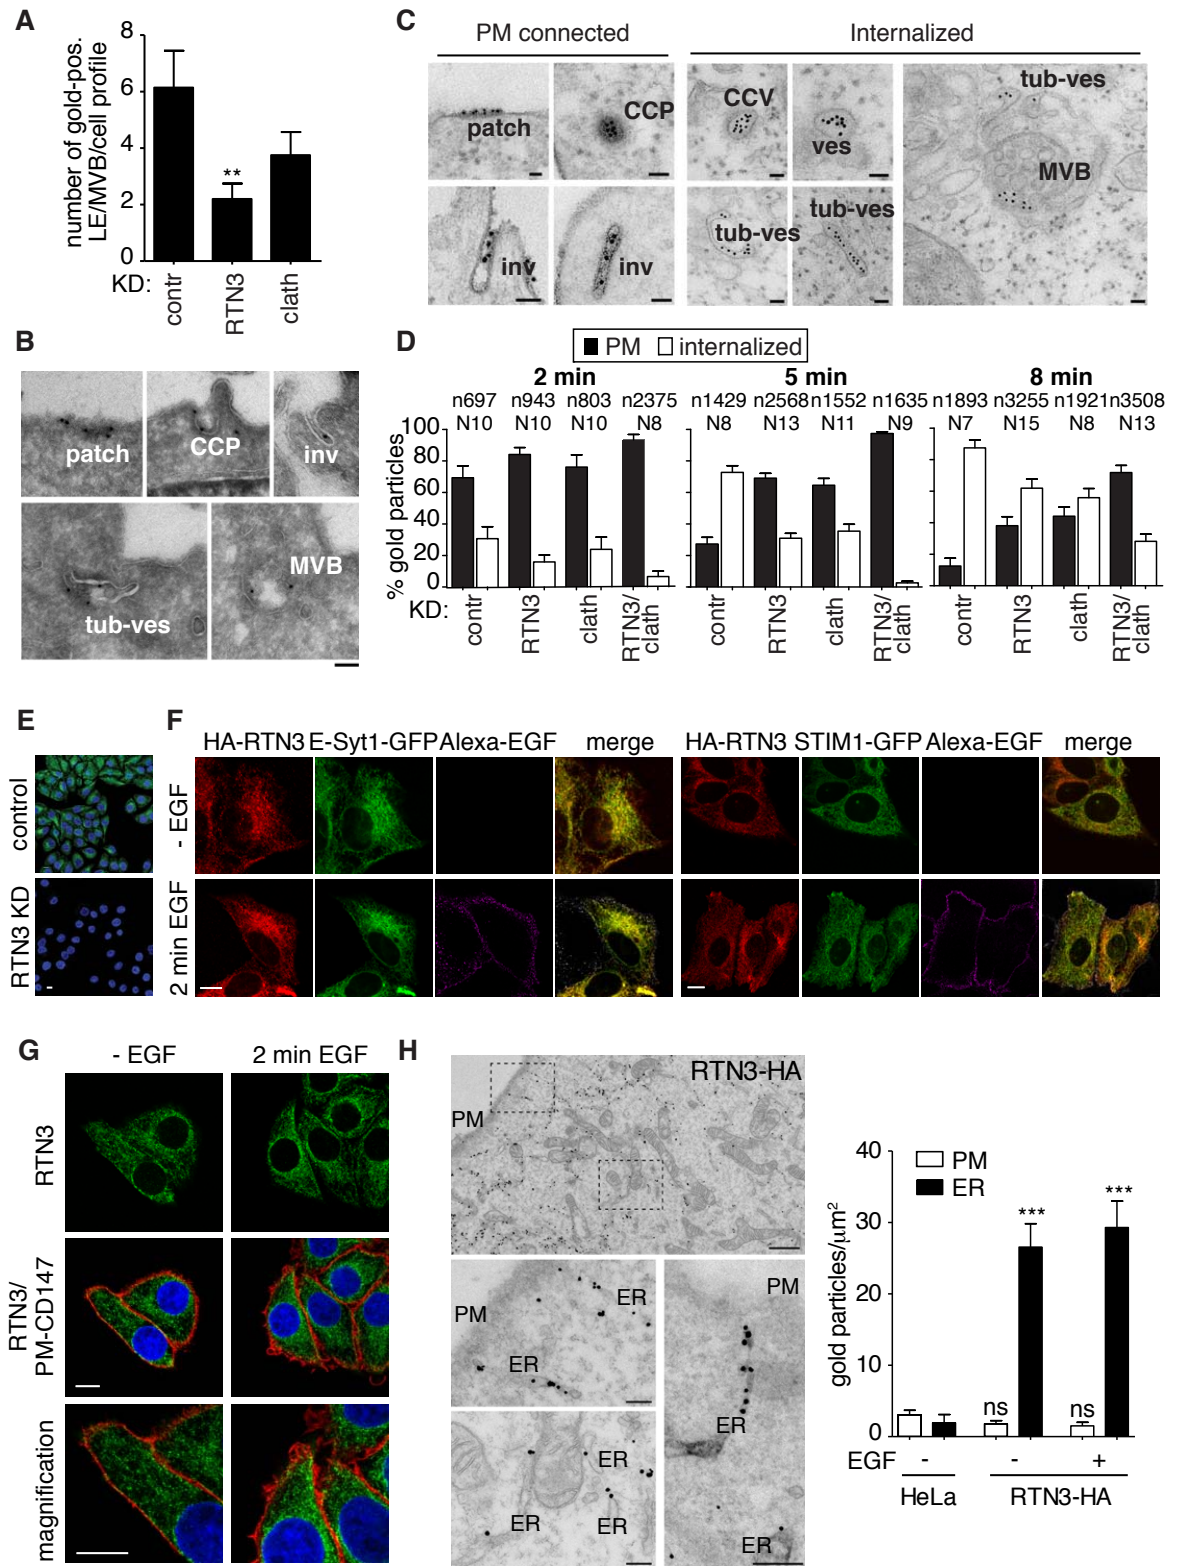 A
number of gold-pos.
LE/MVB/cell profile
8
6
4
2
0
**
KD:
contr
RTN3
clath
B
patch
CCP
inv
tub-ves
MVB
C
PM connected
Internalized
patch
CCP
CCV
ves
tub-ves
MVB
inv
inv
tub-ves
tub-ves
D
PM internalized
2 min
5 min
8 min
n697 n943 n803 n2375
N10 N10 N10 N8
n1429 n2568 n1552 n1635
N8 N13 N11 N9
n1893 n3255 n1921 n3508
N7 N15 N8 N13
% gold particles
100
80
60
40
20
0
KD:
contr
RTN3
clath
RTN3/
clath
contr
RTN3
clath
RTN3/
clath
contr
RTN3
clath
RTN3/
clath
E
control
RTN3 KD
F
HA-RTN3 E-Syt1-GFP Alexa-EGF merge
HA-RTN3 STIM1-GFP Alexa-EGF merge
- EGF
2 min EGF
G
- EGF
2 min EGF
RTN3
RTN3/
PM-CD147
magnification
H
RTN3-HA
PM
PM
ER
ER
PM
ER
ER
ER
ER
ER
ER
gold particles/μm²
40
30
20
10
0
PM
ER
ns
***
ns
***
EGF - - +
HeLa RTN3-HA